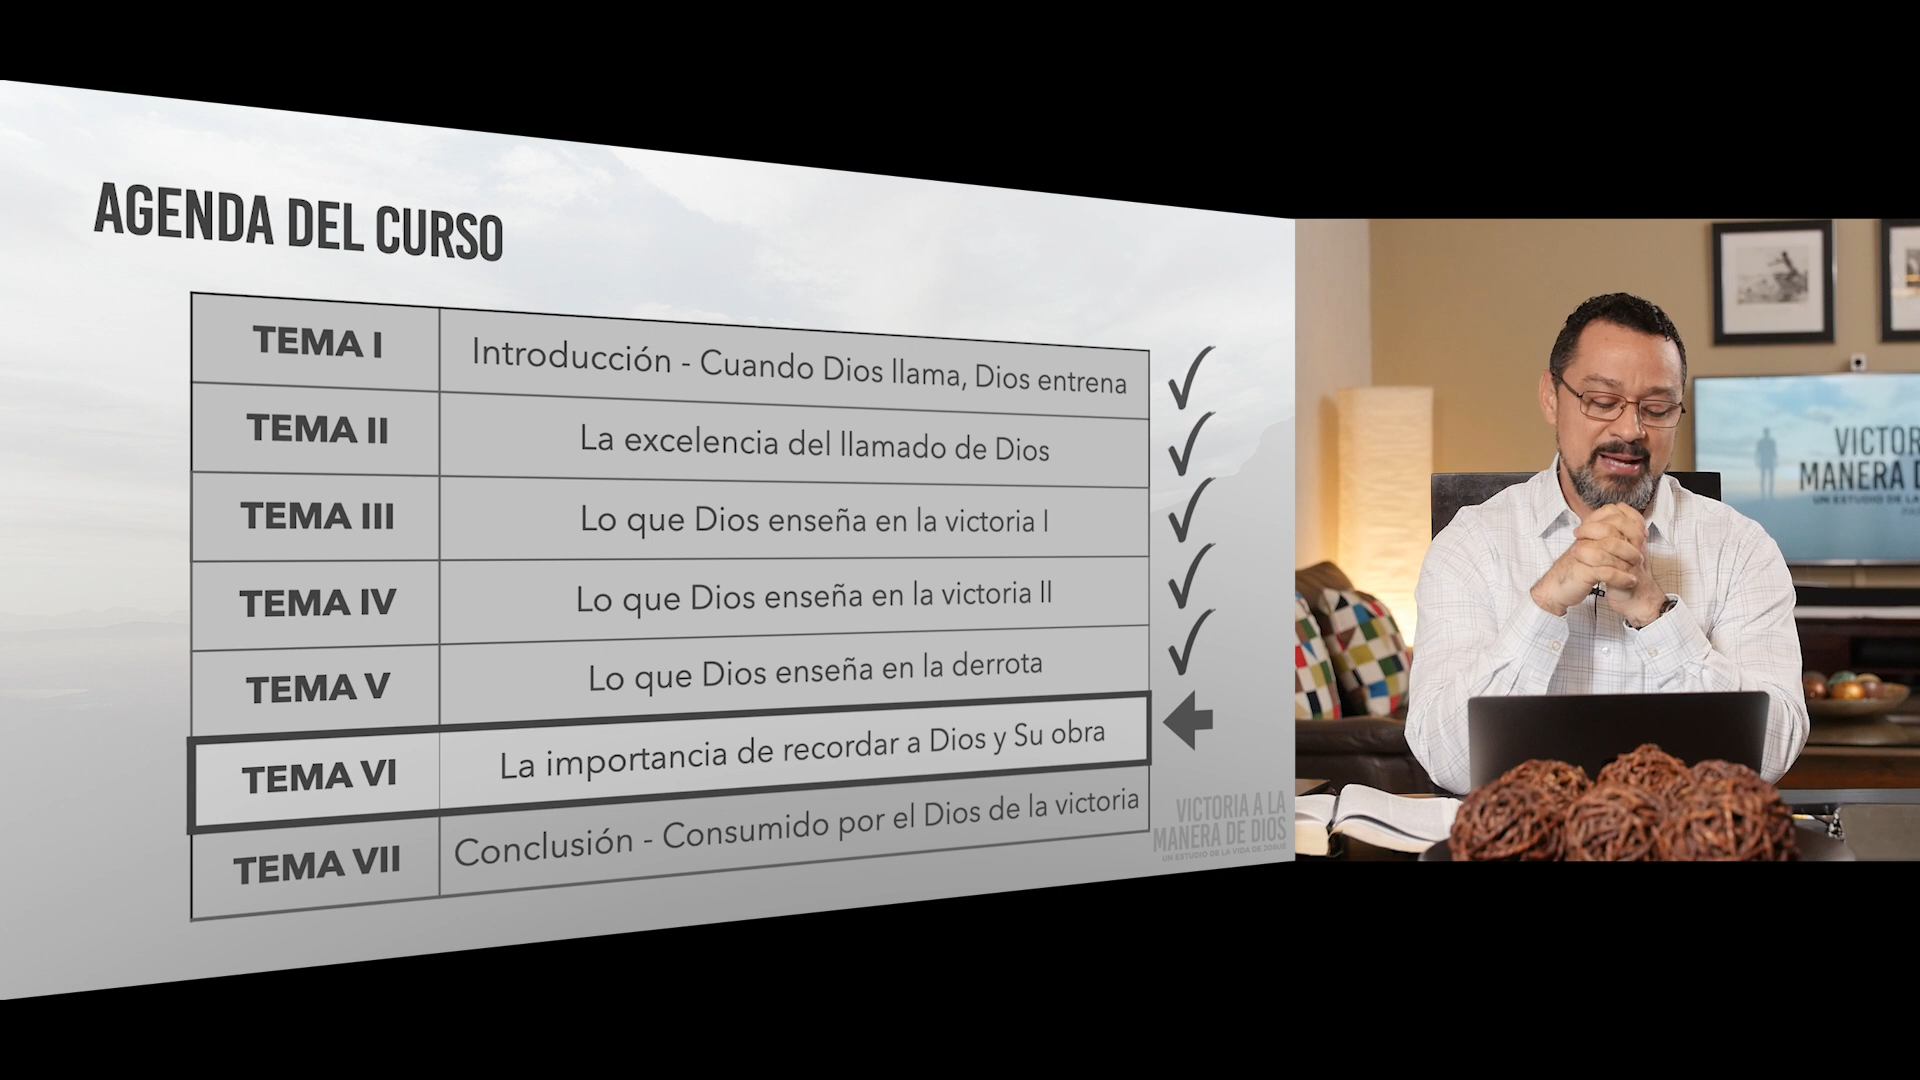 AGENDA DEL CURSO
TEMA I Introducción - Cuando Dios llama, Dios entrena
TEMA II La excelencia del llamado de Dios
TEMA III Lo que Dios enseña en la victoria I
TEMA IV Lo que Dios enseña en la victoria II
TEMA V Lo que Dios enseña en la derrota
TEMA VI La importancia de recordar a Dios y Su obra
TEMA VII Conclusión - Consumido por el Dios de la victoria
VICTORIA A LA
MANERA DE DIOS
UN ESTUDIO DE LA VIDA DE JOSUÉ
VICTOR
MANERA D
UN ESTUDIO DE LA